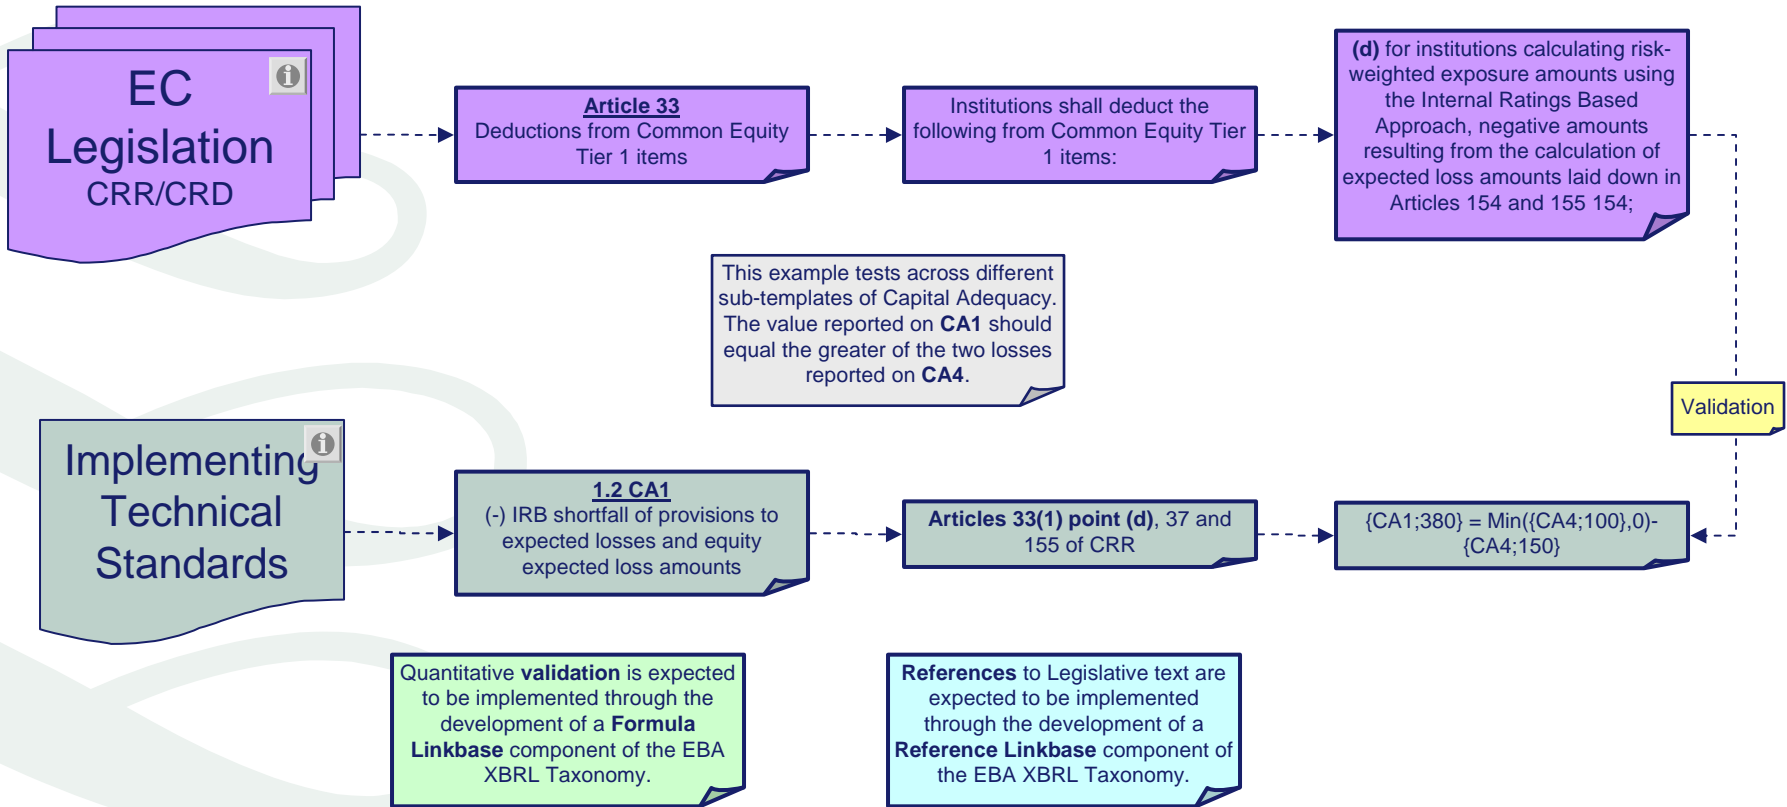 EC
Legislation
CRR/CRD
Article 33
Deductions from Common Equity
Tier 1 items
Institutions shall deduct the
following from Common Equity Tier
1 items:
(d) for institutions calculating risk-
weighted exposure amounts using
the Internal Ratings Based
Approach, negative amounts
resulting from the calculation of
expected loss amounts laid down in
Articles 154 and 155 154;
This example tests across different
sub-templates of Capital Adequacy.
The value reported on CA1 should
equal the greater of the two losses
reported on CA4.
Validation
Implementing
Technical
Standards
1.2 CA1
(-) IRB shortfall of provisions to
expected losses and equity
expected loss amounts
Articles 33(1) point (d), 37 and
155 of CRR
{CA1;380} = Min({CA4;100},0)-
{CA4;150}
Quantitative validation is expected
to be implemented through the
development of a Formula
Linkbase component of the EBA
XBRL Taxonomy.
References to Legislative text are
expected to be implemented
through the development of a
Reference Linkbase component of
the EBA XBRL Taxonomy.